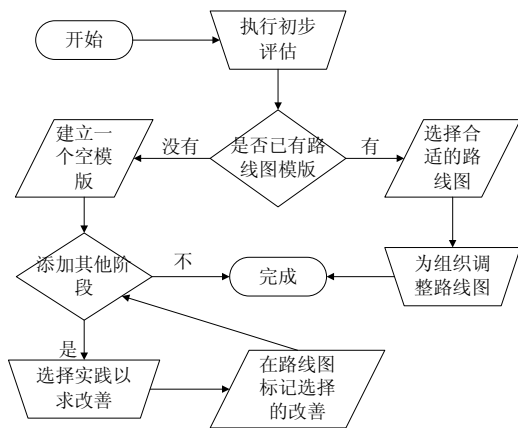 开始
执行初步
评估
建立一
个空模
版
没有
是否已有路
线图模版
有
选择合
适的路
线图
添加其他阶
段
不
完成
为组织调
整路线图
是
选择实践以
求改善
在路线图
标记选择
的改善